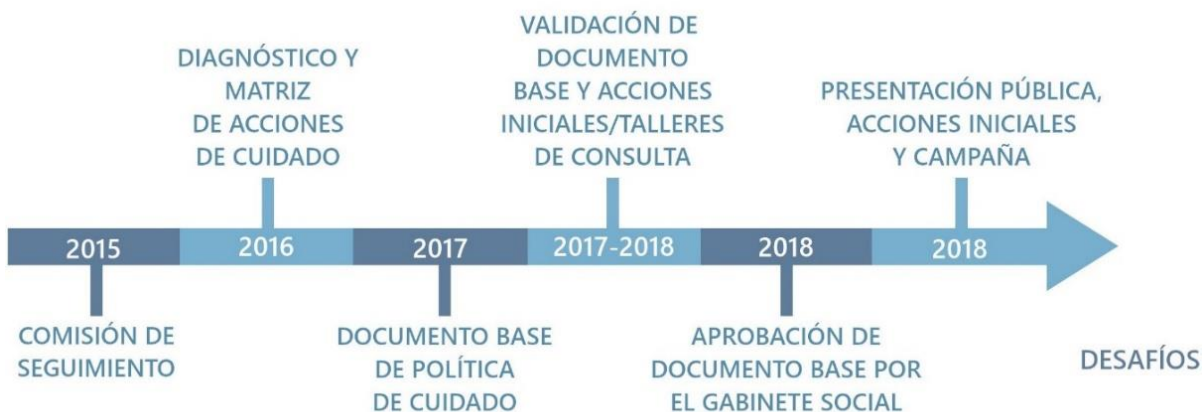 DIAGNÓSTICO Y
MATRIZ
DE ACCIONES
DE CUIDADO
VALIDACIÓN DE
DOCUMENTO
BASE Y ACCIONES
INICIALES/TALLERES
DE CONSULTA
PRESENTACIÓN PÚBLICA,
ACCIONES INICIALES
Y CAMPAÑA
2015
2016
2017
2017-2018
2018
2018
COMISIÓN DE
SEGUIMIENTO
DOCUMENTO BASE
DE POLÍTICA
DE CUIDADO
APROBACIÓN DE
DOCUMENTO BASE POR
EL GABINETE SOCIAL
DESAFÍOS